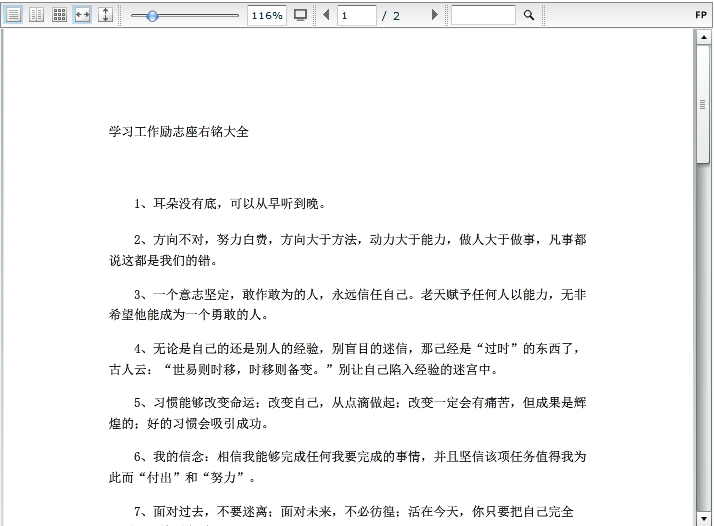 116%
1 / 2
FP
学习工作励志座右铭大全
1、耳朵没有底，可以从早听到晚。
2、方向不对，努力白费，方向大于方法，动力大于能力，做人大于做事，凡事都
说这都是我们的错。
3、一个意志坚定，敢作敢为的人，永远信任自己。老天赋予任何人以能力，无非
希望他能成为一个勇敢的人。
4、无论是自己的还是别人的经验，别盲目的迷信，那己经是“过时”的东西了，
古人云：“世易则时移，时移则备变。”别让自己陷入经验的迷宫中。
5、习惯能够改变命运；改变自己，从点滴做起；改变一定会有痛苦，但成果是辉
煌的；好的习惯会吸引成功。
6、我的信念：相信我能够完成任何我要完成的事情，并且坚信该项任务值得我为
此而“付出”和“努力”。
7、面对过去，不要迷离；面对未来，不必彷徨；活在今天，你只要把自己完全